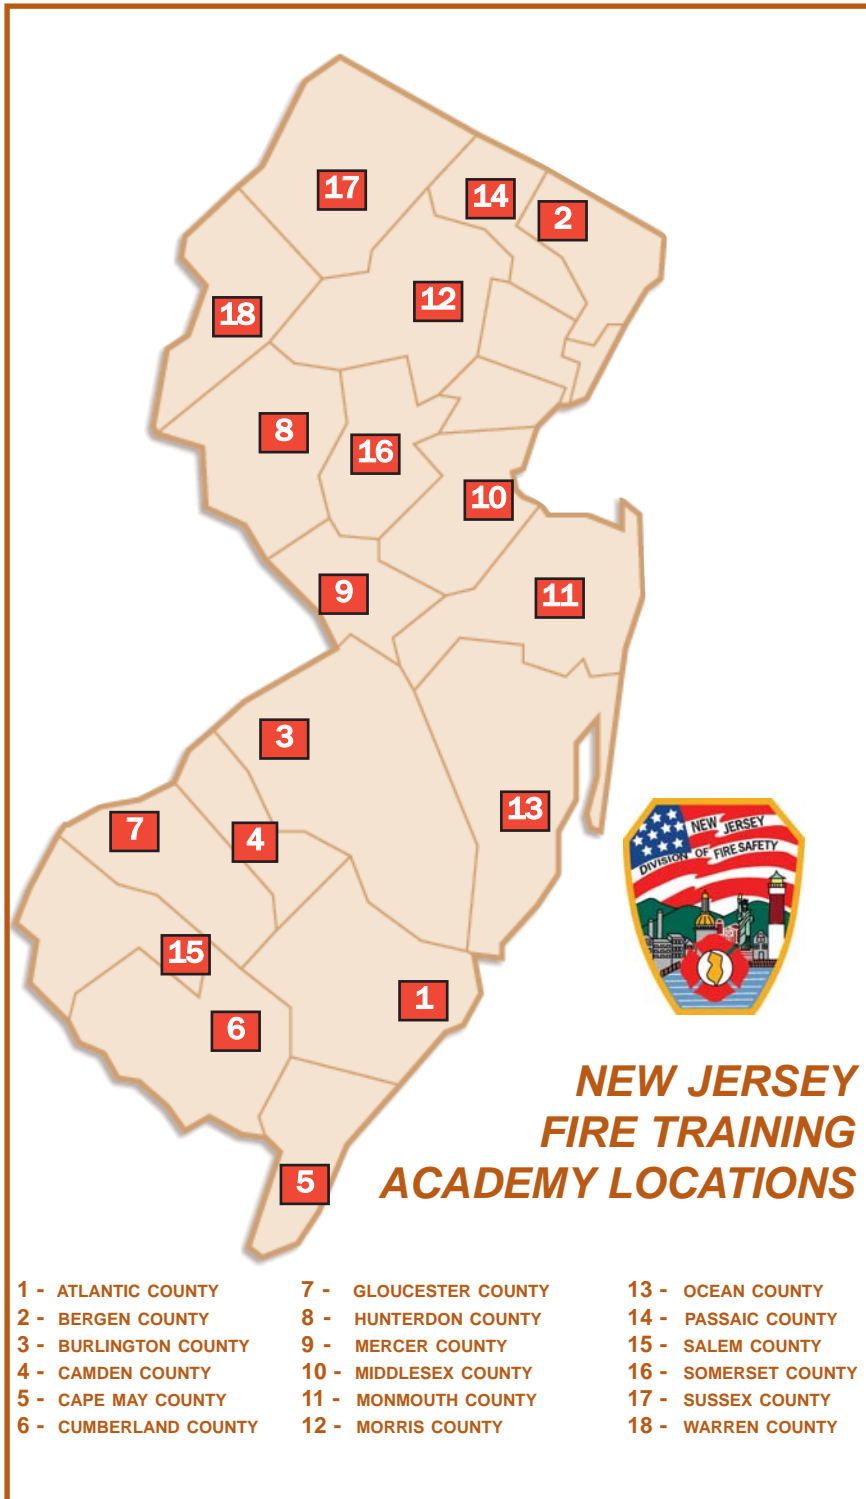 17
14
2
12
18
8
16
10
9
11
3
13
7
4
15
1
6
5
NEW JERSEY
DIVISION OF FIRE SAFETY
NEW JERSEY
FIRE TRAINING
ACADEMY LOCATIONS
1 - ATLANTIC COUNTY
2 - BERGEN COUNTY
3 - BURLINGTON COUNTY
4 - CAMDEN COUNTY
5 - CAPE MAY COUNTY
6 - CUMBERLAND COUNTY
7 - GLOUCESTER COUNTY
8 - HUNTERDON COUNTY
9 - MERCER COUNTY
10 - MIDDLESEX COUNTY
11 - MONMOUTH COUNTY
12 - MORRIS COUNTY
13 - OCEAN COUNTY
14 - PASSAIC COUNTY
15 - SALEM COUNTY
16 - SOMERSET COUNTY
17 - SUSSEX COUNTY
18 - WARREN COUNTY